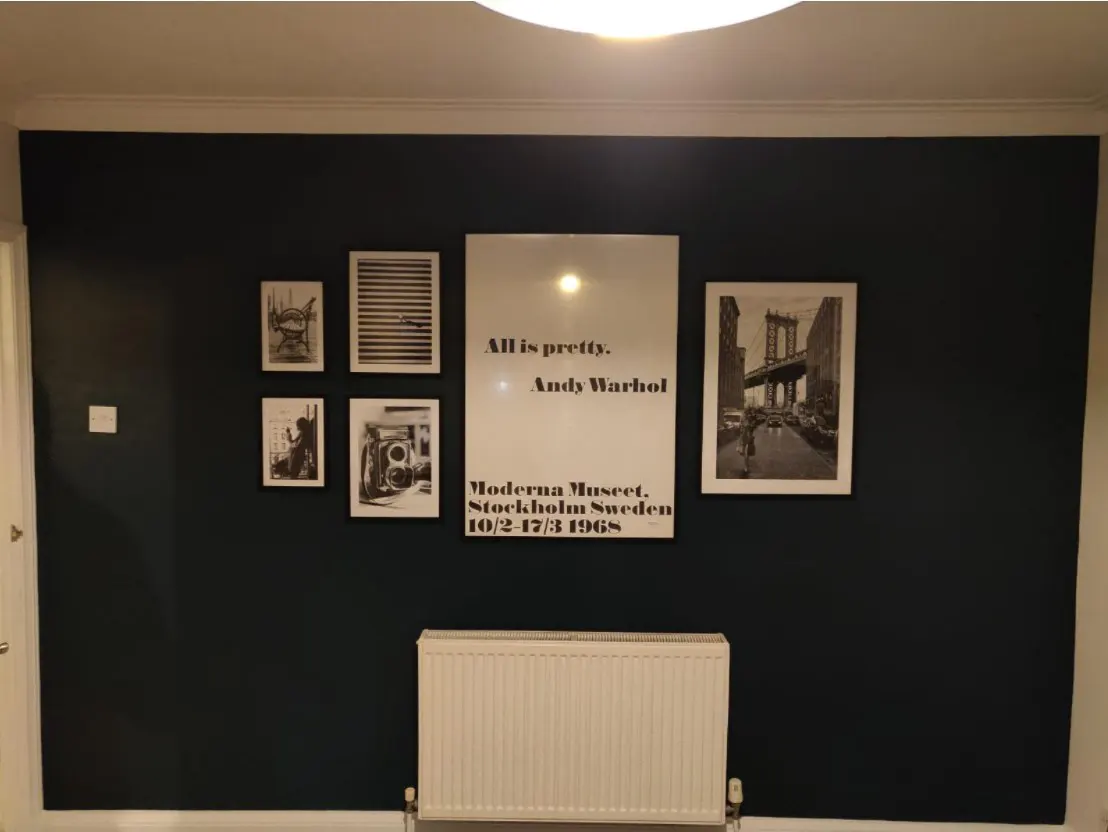 All is pretty.
Andy Warhol
Moderna Museet,
Stockholm Sweden
10/2-17/3 1968